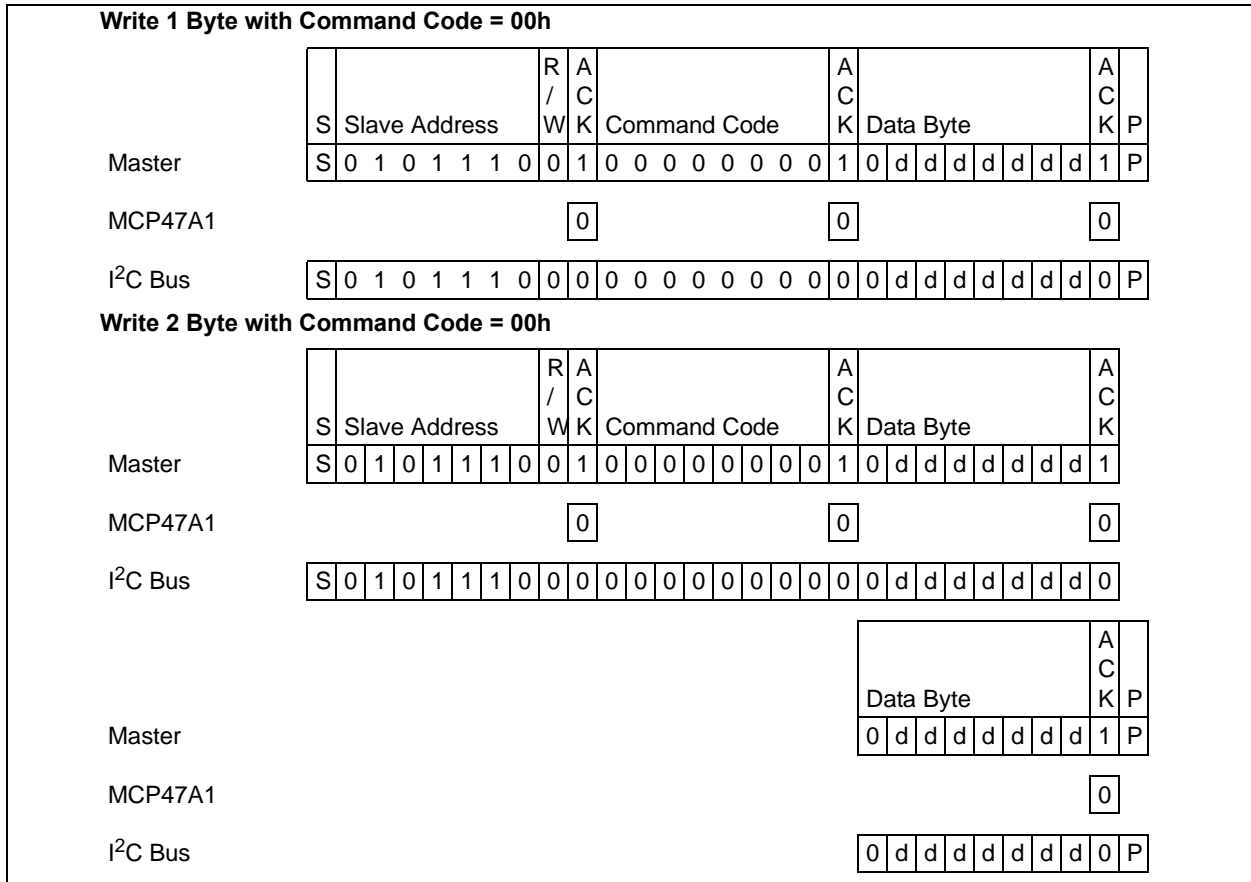 Write 1 Byte with Command Code = 00h
R A A A
/ C C C
S Slave Address W K Command Code K Data Byte K P
Master S 0 1 0 1 1 1 0 0 1 0 0 0 0 0 0 0 0 1 0 d d d d d d d 1 P
MCP47A1 0 0 0
I²C Bus S 0 1 0 1 1 1 0 0 0 0 0 0 0 0 0 0 0 0 0 d d d d d d d 0 P
Write 2 Byte with Command Code = 00h
R A A A
/ C C C
S Slave Address W K Command Code K Data Byte K
Master S 0 1 0 1 1 1 0 0 1 0 0 0 0 0 0 0 0 1 0 d d d d d d d 1
MCP47A1 0 0 0
I²C Bus S 0 1 0 1 1 1 0 0 0 0 0 0 0 0 0 0 0 0 0 d d d d d d d 0
A
C
Data Byte K P
Master 0 d d d d d d d 1 P
MCP47A1 0
I²C Bus 0 d d d d d d d 0 P